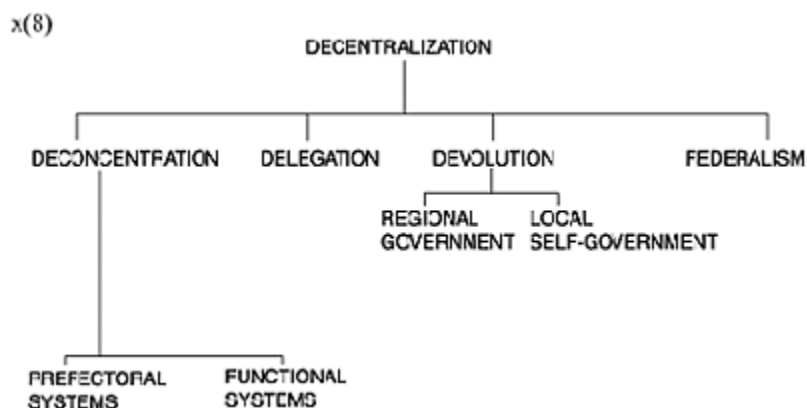 x(8)
DECENTRALIZATION
DECONCENTRATION DELEGATION DEVOLUTION FEDERALISM
REGIONAL LOCAL
GOVERNMENT SELF-GOVERNMENT
PREFECTORAL FUNCTIONAL
SYSTEMS SYSTEMS